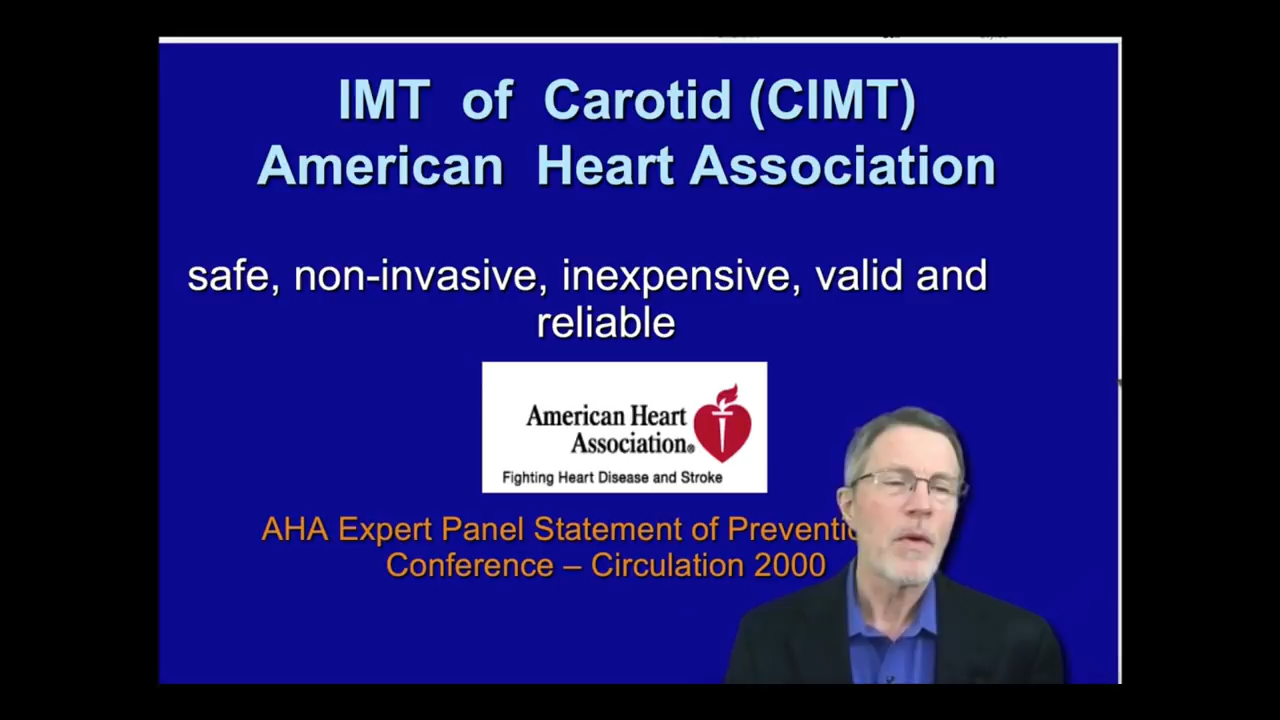 IMT of Carotid (CIMT)
American Heart Association
safe, non-invasive, inexpensive, valid and
reliable
American Heart
Association®
Fighting Heart Disease and Stroke
AHA Expert Panel Statement of
Conference – Circulation 2000